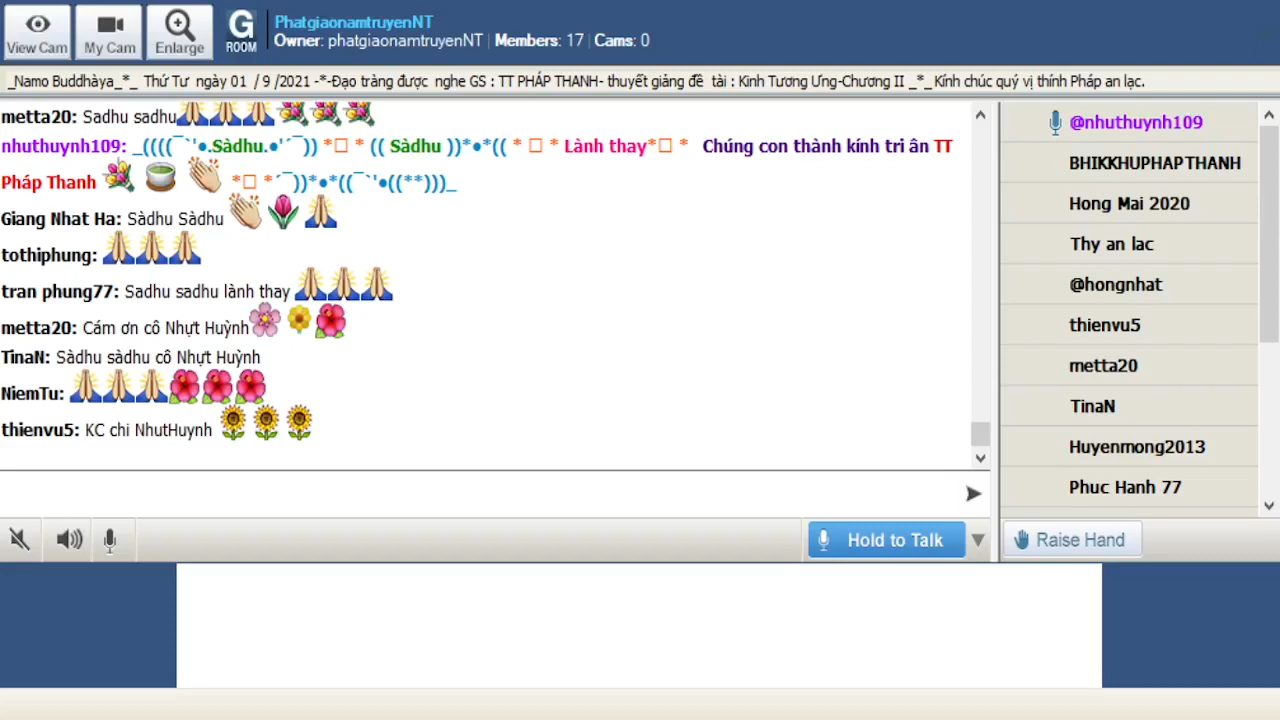 PhatgiaonamtruyenNT
View Cam My Cam Enlarge G ROOM Owner: phatgiaonamtruyenNT | Members: 17 | Cams: 0
_Namo Buddhàya_*_ Thứ Tư ngày 01 / 9 /2021 -*-Đạo tràng được nghe GS : TT PHÁP THANH- thuyết giảng đề tài : Kinh Tương Ưng-Chương II _*_ Kính chúc quý vị thính Pháp an lạc.
metta20: Sadhu sadhu🙏🙏🙏💐💐💐
nhuthuynh109: _((((¯`'●.Sàdhu.●'´¯)) *□ * (( Sàdhu ))*●*(( * □ * Lành thay*□ * Chúng con thành kính tri ân TT
Pháp Thanh 💐 🍵 👏 *□ *´¯))*●*((¯`'●((**)))_
Giang Nhat Ha: Sàdhu Sàdhu 👏🌷🙏
tothiphung: 🙏🙏🙏
tran phung77: Sadhu sadhu lành thay 🙏🙏🙏
metta20: Cám ơn cô Nhựt Huỳnh🌸🌼🌺
TinaN: Sàdhu sàdhu cô Nhựt Huỳnh
NiemTu: 🙏🙏🙏🌺🌺🌺
thienvu5: KC chi NhutHuynh 🌻🌻🌻
@nhuthuynh109
BHIKKHUPHAPTHANH
Hong Mai 2020
Thy an lac
@hongnhat
thienvu5
metta20
TinaN
Huyenmong2013
Phuc Hanh 77
Hold to Talk
Raise Hand